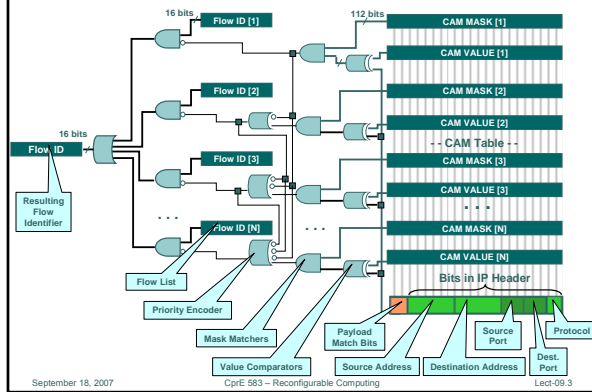 16 bits
Flow ID [1]
112 bits
CAM MASK [1]
CAM VALUE [1]
Flow ID [2]
CAM MASK [2]
CAM VALUE [2]
16 bits
Flow ID
- - CAM Table - -
Flow ID [3]
CAM MASK [3]
CAM VALUE [3]
Resulting
Flow
Identifier
. . .
. . .
. . .
Flow ID [N]
CAM MASK [N]
CAM VALUE [N]
Flow List
Bits in IP Header
Priority Encoder
Mask Matchers
Value Comparators
Payload
Match Bits
Source Address
Destination Address
Source
Port
Dest.
Port
Protocol
September 18, 2007
CprE 583 – Reconfigurable Computing
Lect-09.3